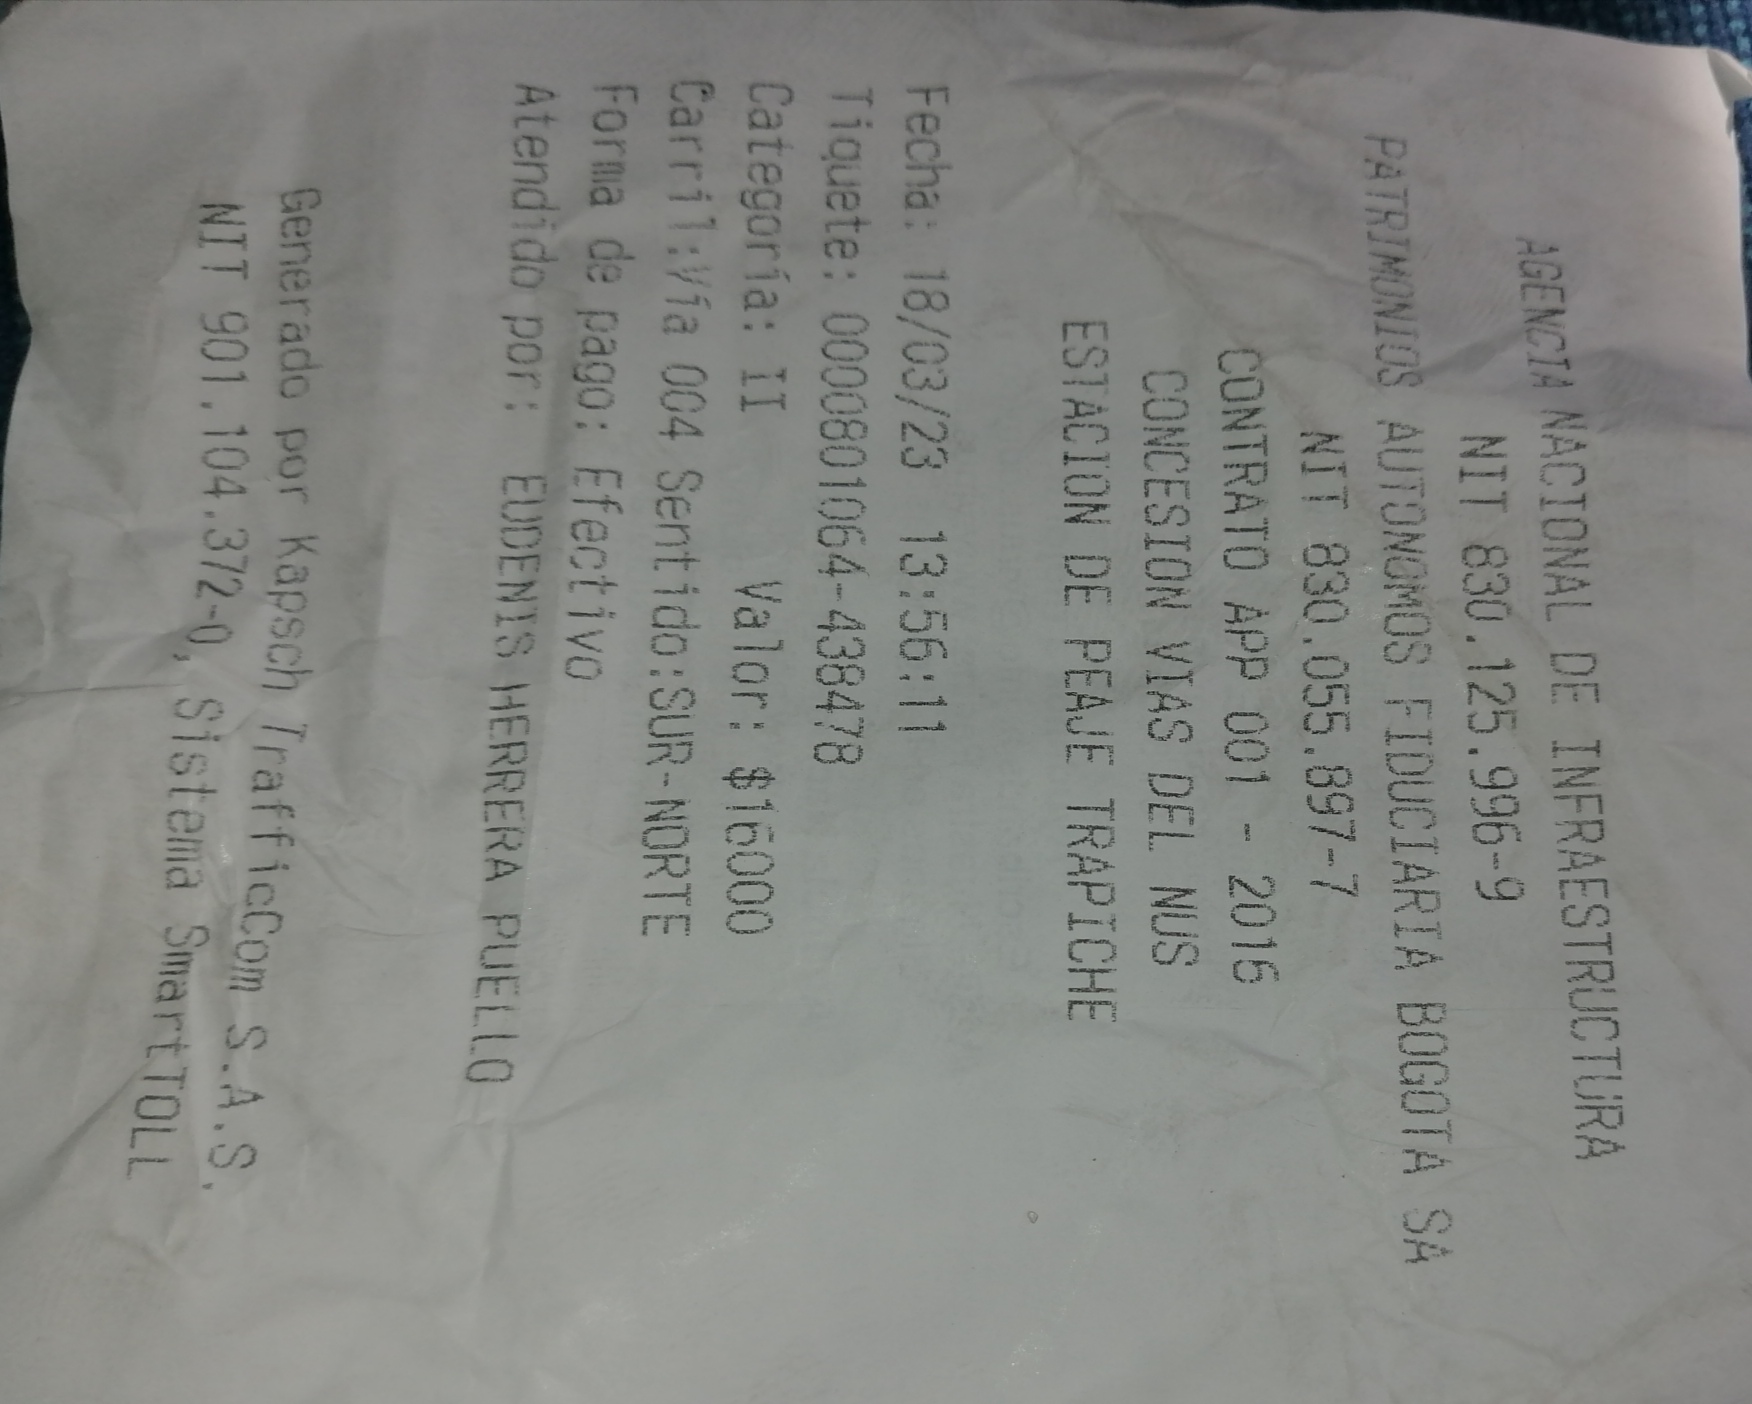 AGENCIA NACIONAL DE INFRAESTRUCTURA
NIT 830.125.996-9
PATRIMONIOS AUTONOMOS FIDUCIARIA BOGOTA SA
NIT 830.055.897-7
CONTRATO APP 001 - 2016
CONCESION VIAS DEL NUS
ESTACION DE PEAJE TRAPICHE
Fecha: 18/03/23 13:56:11
Tiquete: 0000801064-438478
Categoría: II Valor: $16000
Carril:Vía 004 Sentido:SUR-NORTE
Forma de pago: Efectivo
Atendido por: EUDENIS HERRERA PUELLO
Generado por Kapsch TrafficCom S.A.S.
NIT 901.104.372-0, Sistema SmartTOLL